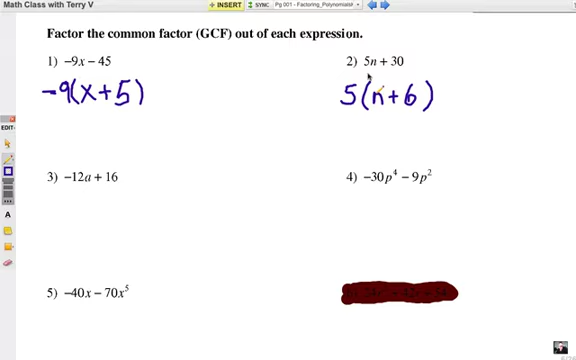 Math Class with Terry V
INSERT
SYNC
Pg 001 - Factoring_Polynomials
Factor the common factor (GCF) out of each expression.
1) −9x − 45
2) 5n + 30
-9(x+5)
5(n+6)
3) −12a + 16
4) −30p⁴ − 9p²
EDIT
A
5) −40x − 70x⁵